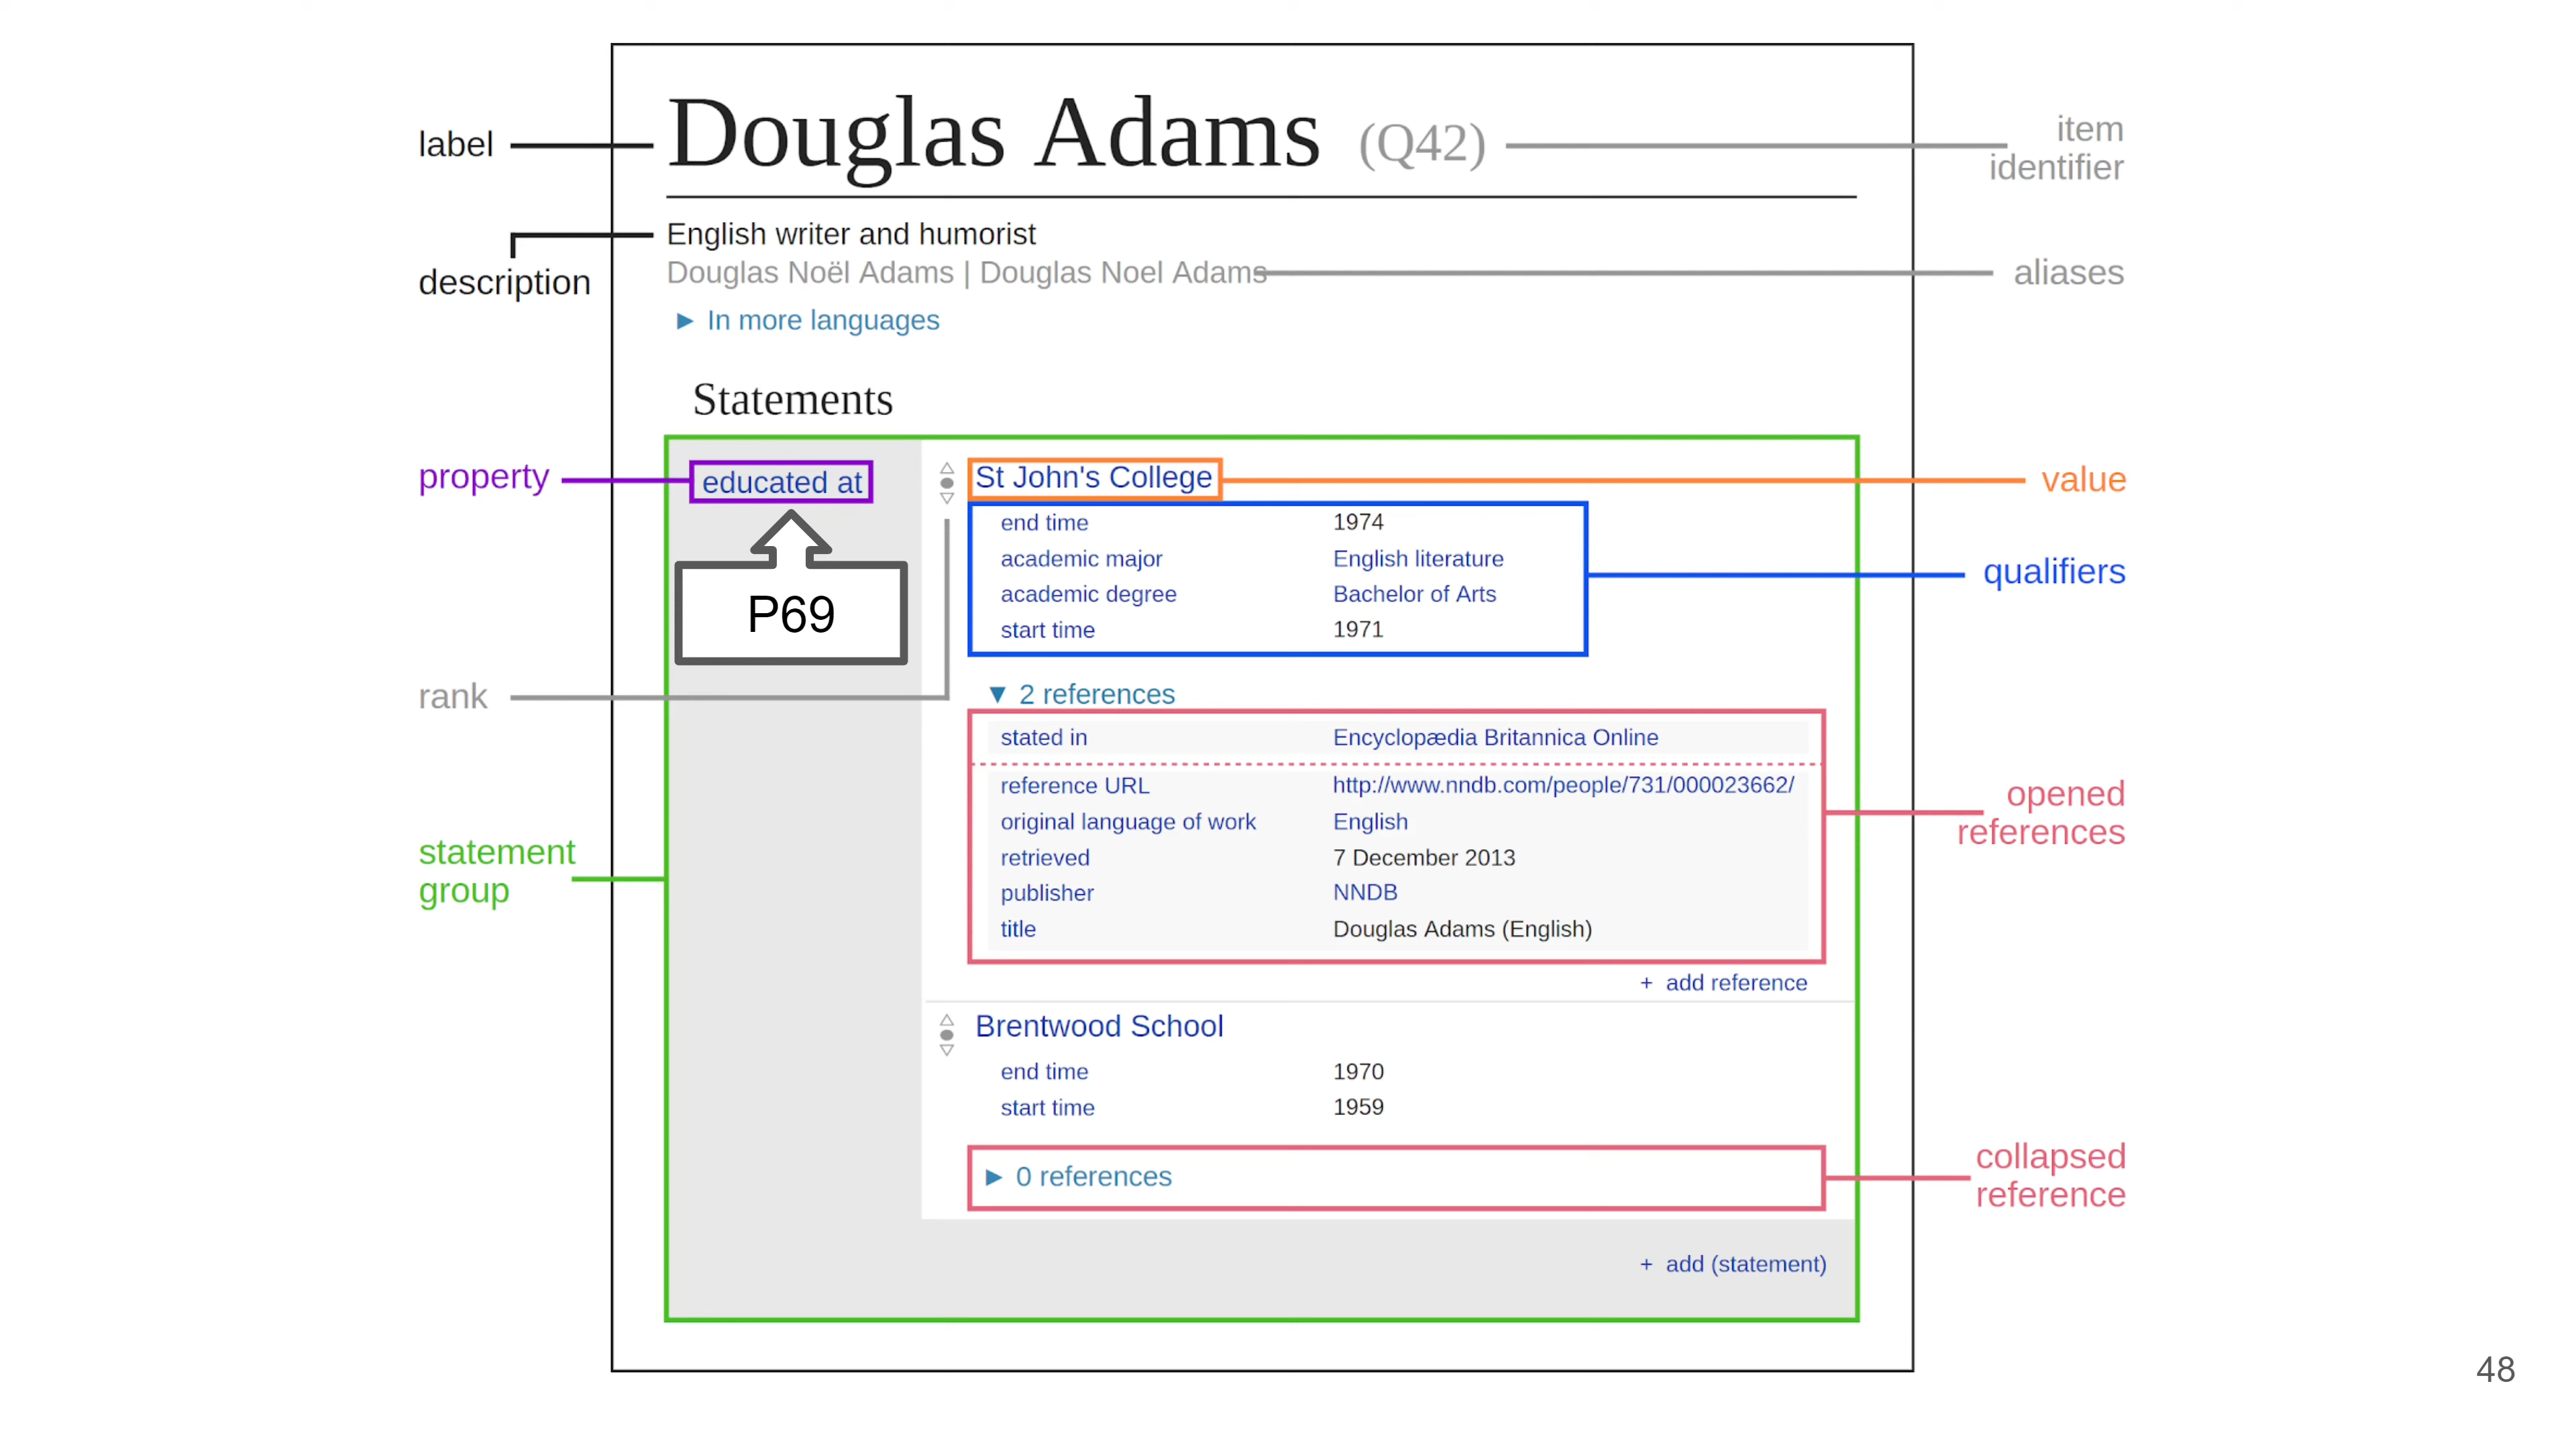 label
Douglas Adams (Q42)
item
identifier
description
English writer and humorist
Douglas Noël Adams | Douglas Noel Adams
aliases
► In more languages
Statements
property
educated at
P69
St John's College
value
end time 1974
academic major English literature
academic degree Bachelor of Arts
start time 1971
qualifiers
rank
▼ 2 references
stated in Encyclopædia Britannica Online
reference URL http://www.nndb.com/people/731/000023662/
original language of work English
retrieved 7 December 2013
publisher NNDB
title Douglas Adams (English)
opened
references
statement
group
+ add reference
Brentwood School
end time 1970
start time 1959
► 0 references
collapsed
reference
+ add (statement)
48